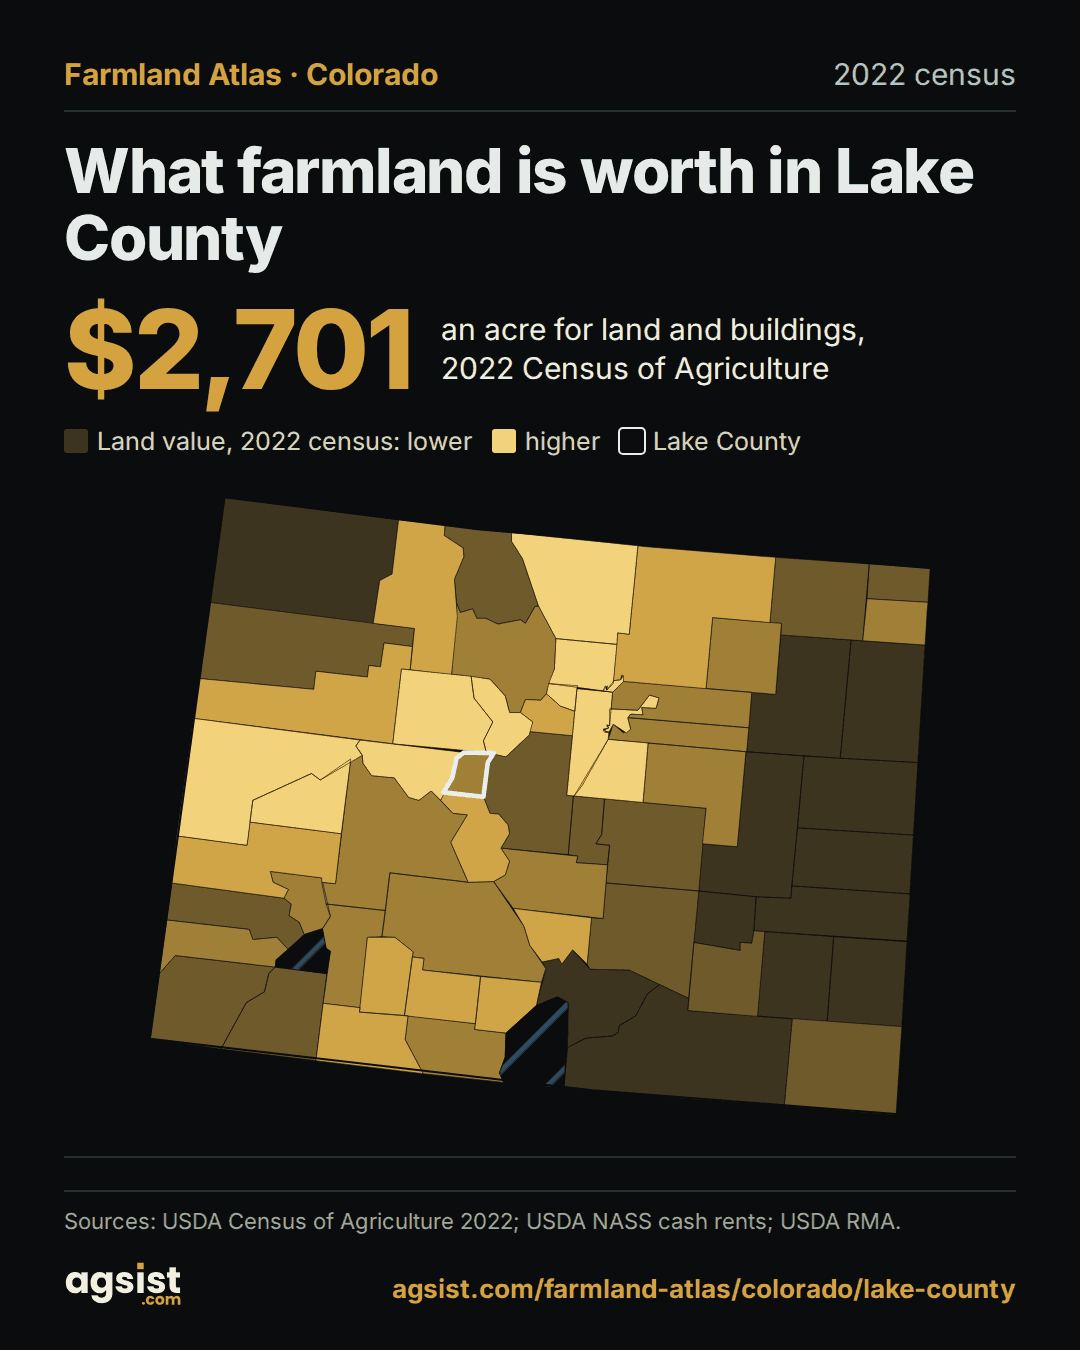 Farmland Atlas · Colorado
2022 census
What farmland is worth in Lake
County
$2,701
an acre for land and buildings,
2022 Census of Agriculture
Land value, 2022 census: lower
higher
Lake County
Sources: USDA Census of Agriculture 2022; USDA NASS cash rents; USDA RMA.
agsist
.com
agsist.com/farmland-atlas/colorado/lake-county